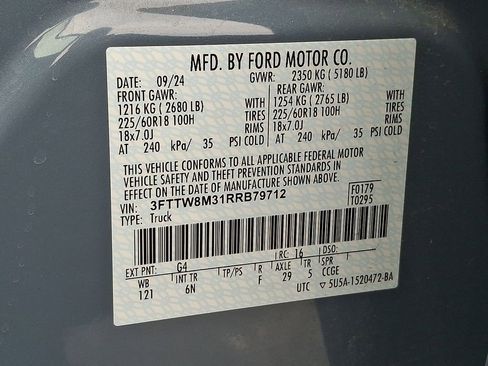 MFD. BY FORD MOTOR CO.
DATE: 09/24 GVWR: 2350 KG (5180 LB)
FRONT GAWR: REAR GAWR:
1216 KG (2680 LB) WITH 1254 KG (2765 LB) WITH
225/60R18 100H TIRES 225/60R18 100H TIRES
18x7.0J RIMS 18x7.0J RIMS
AT 240 kPa/ 35 PSI COLD AT 240 kPa/ 35 PSI COLD
THIS VEHICLE CONFORMS TO ALL APPLICABLE FEDERAL MOTOR
VEHICLE SAFETY AND THEFT PREVENTION STANDARDS IN
EFFECT ON THE DATE OF MANUFACTURE SHOWN ABOVE.
VIN: 3FTTW8M31RRB79712 F0179
TYPE: Truck T0295
EXT PNT: G4 RC: 16 DSO:
WB INT TR TP/PS R AXLE TR CCGE
121 6N F 29 5 UTC 5U5A-1520472-BA